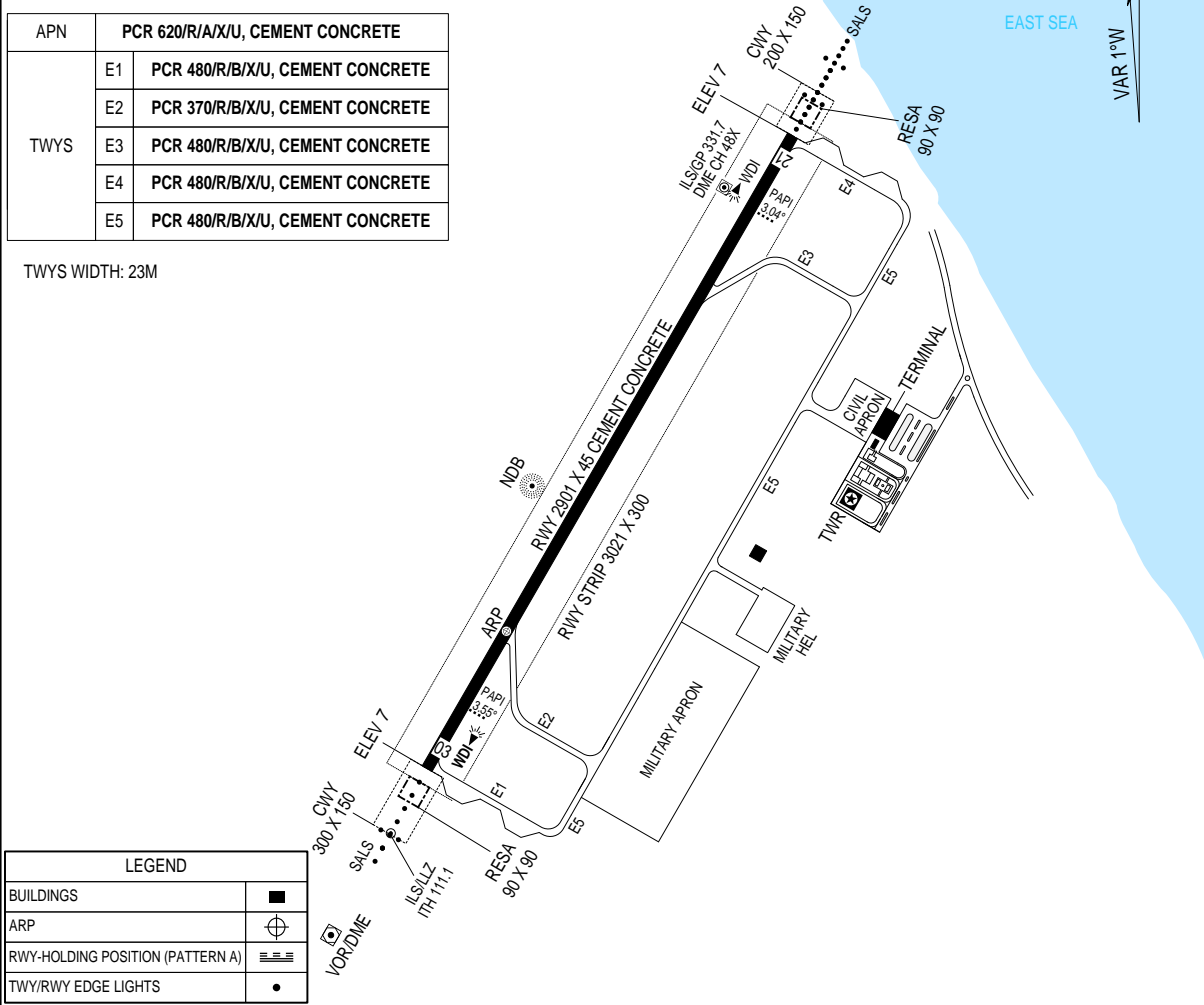 APN PCR 620/R/A/X/U, CEMENT CONCRETE
TWYS
E1 PCR 480/R/B/X/U, CEMENT CONCRETE
E2 PCR 370/R/B/X/U, CEMENT CONCRETE
E3 PCR 480/R/B/X/U, CEMENT CONCRETE
E4 PCR 480/R/B/X/U, CEMENT CONCRETE
E5 PCR 480/R/B/X/U, CEMENT CONCRETE
TWYS WIDTH: 23M
EAST SEA
VAR 1°W
SALS
CWY
200 X 150
ELEV 7
RESA
90 X 90
ILS/GP 331.7
DME CH 48X
WDI
21
PAPI
3.04°
E4
E3
E5
TERMINAL
CIVIL
APRON
TWR
E5
NDB
RWY 2901 X 45 CEMENT CONCRETE
RWY STRIP 3021 X 300
ARP
MILITARY
HEL
MILITARY APRON
PAPI
3.55°
E2
ELEV 7
03
WDI
E1
E5
CWY
300 X 150
SALS
ILS/LLZ
ITH 111.1
RESA
90 X 90
VOR/DME
LEGEND
BUILDINGS
ARP
RWY-HOLDING POSITION (PATTERN A)
TWY/RWY EDGE LIGHTS